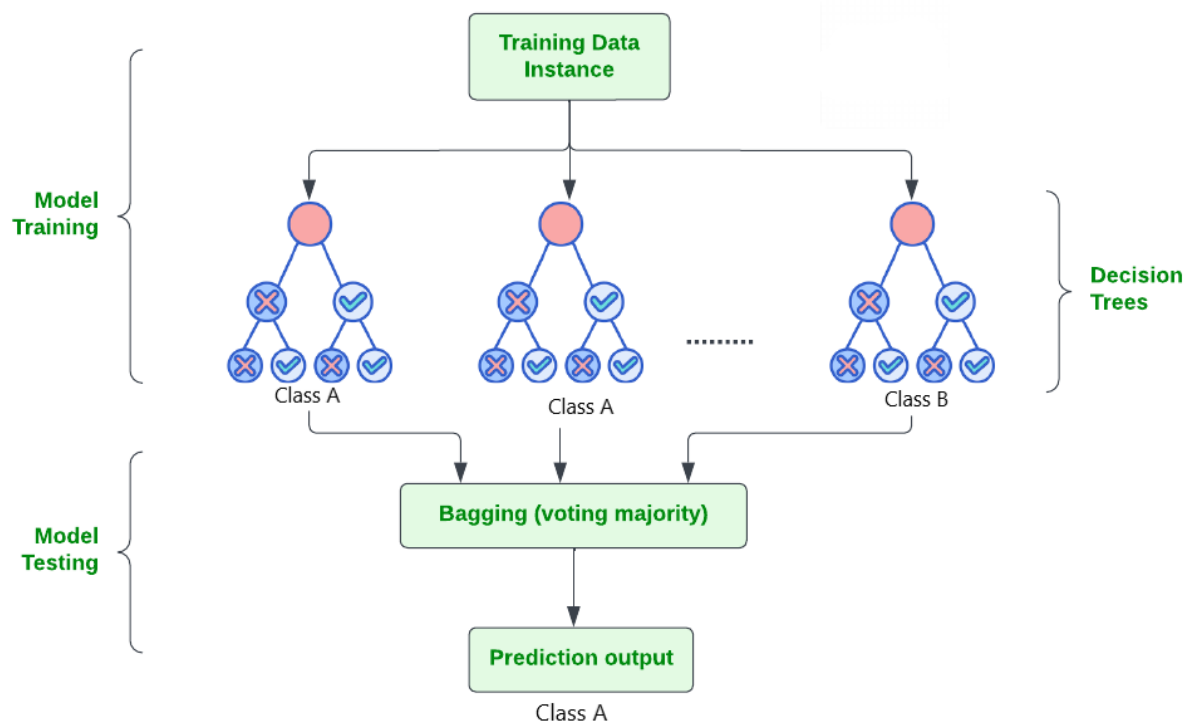 Training Data
Instance
Model
Training
Decision
Trees
Class A
Class A
Class B
Model
Testing
Bagging (voting majority)
Prediction output
Class A